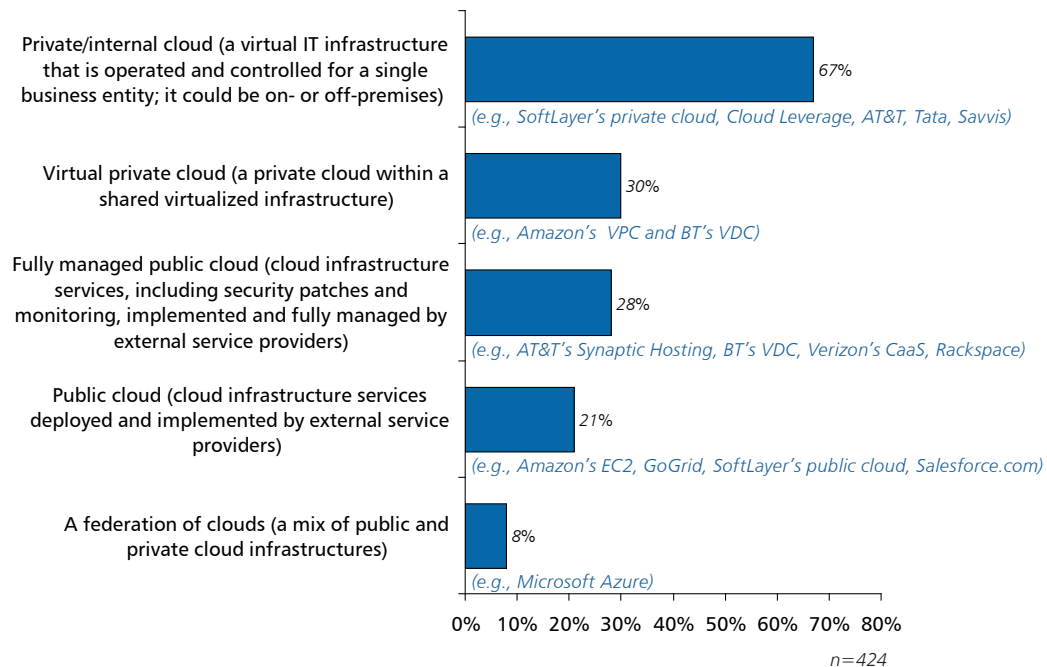 Private/internal cloud (a virtual IT infrastructure
that is operated and controlled for a single
business entity; it could be on- or off-premises)
67%
(e.g., SoftLayer's private cloud, Cloud Leverage, AT&T, Tata, Savvis)
Virtual private cloud (a private cloud within a
shared virtualized infrastructure)
30%
(e.g., Amazon's  VPC and BT's VDC)
Fully managed public cloud (cloud infrastructure
services, including security patches and
monitoring, implemented and fully managed by
external service providers)
28%
(e.g., AT&T's Synaptic Hosting, BT's VDC, Verizon's CaaS, Rackspace)
Public cloud (cloud infrastructure services
deployed and implemented by external service
providers)
21%
(e.g., Amazon's EC2, GoGrid, SoftLayer's public cloud, Salesforce.com)
A federation of clouds (a mix of public and
private cloud infrastructures)
8%
(e.g., Microsoft Azure)
0% 10% 20% 30% 40% 50% 60% 70% 80%
n=424